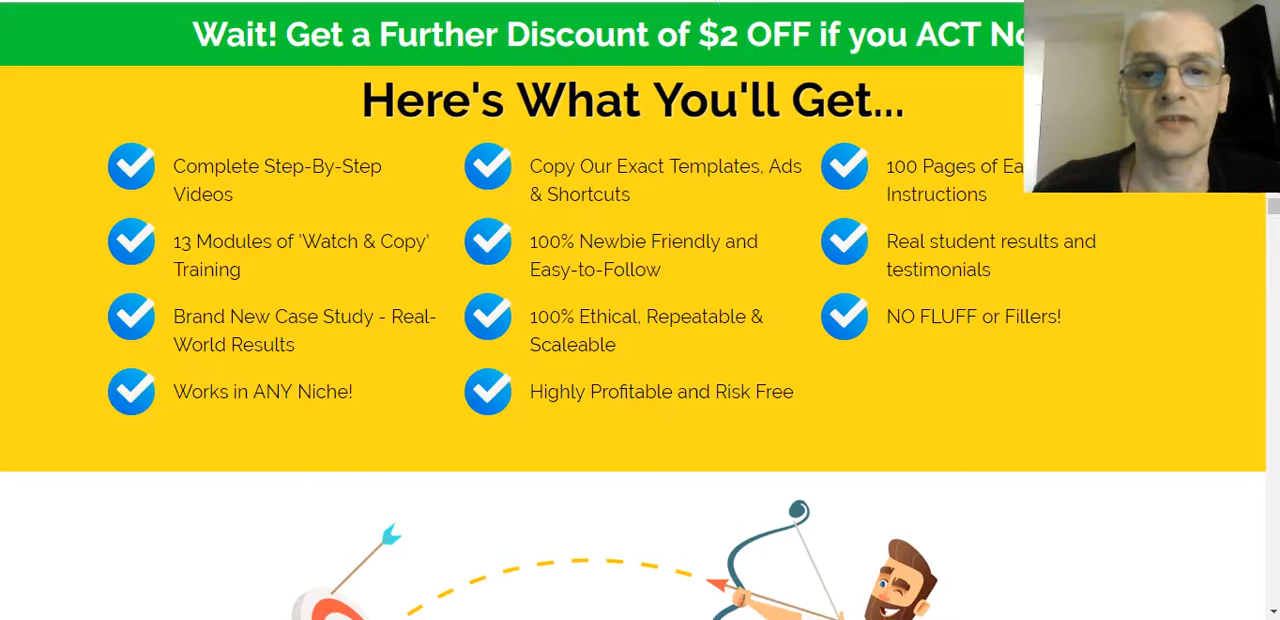 Wait! Get a Further Discount of $2 OFF if you ACT
Here's What You'll Get...
Complete Step-By-Step
Videos
Copy Our Exact Templates, Ads
& Shortcuts
100 Pages of
Instructions
13 Modules of 'Watch & Copy'
Training
100% Newbie Friendly and
Easy-to-Follow
Real student results and
testimonials
Brand New Case Study - Real-
World Results
100% Ethical, Repeatable &
Scaleable
NO FLUFF or Fillers!
Works in ANY Niche!
Highly Profitable and Risk Free